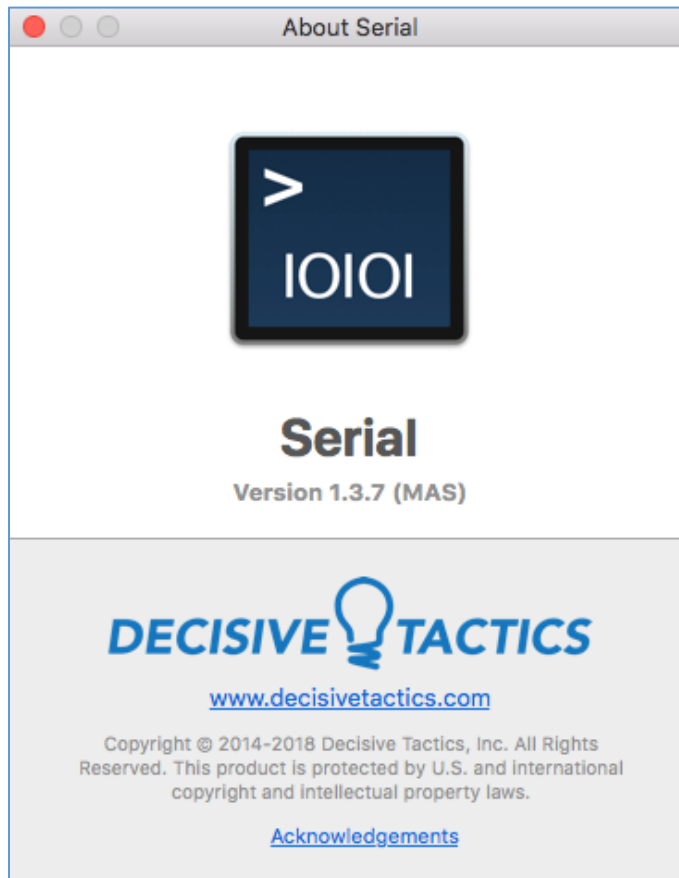 About Serial
>
IOIOI
Serial
Version 1.3.7 (MAS)
DECISIVE TACTICS
www.decisivetactics.com
Copyright © 2014-2018 Decisive Tactics, Inc. All Rights
Reserved. This product is protected by U.S. and international
copyright and intellectual property laws.
Acknowledgements